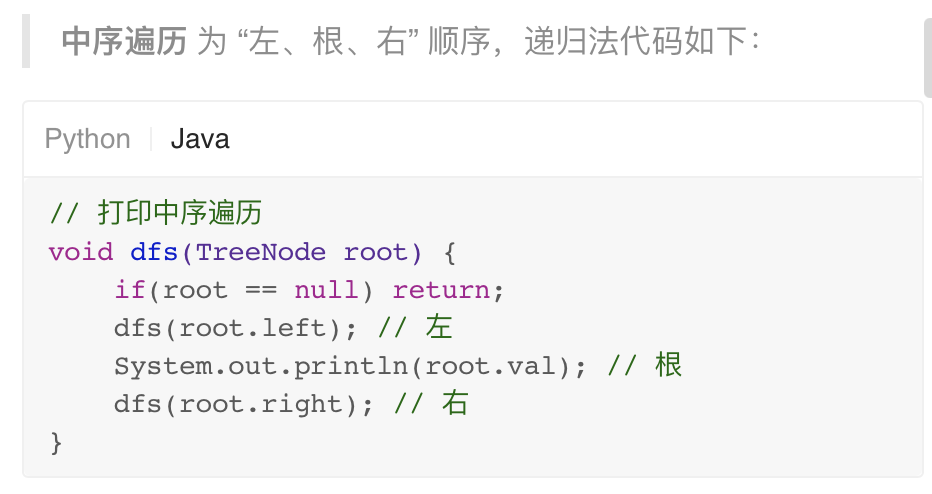 中序遍历 为 “左、根、右” 顺序，递归法代码如下：
Python | Java
// 打印中序遍历
void dfs(TreeNode root) {
    if(root == null) return;
    dfs(root.left); // 左
    System.out.println(root.val); // 根
    dfs(root.right); // 右
}